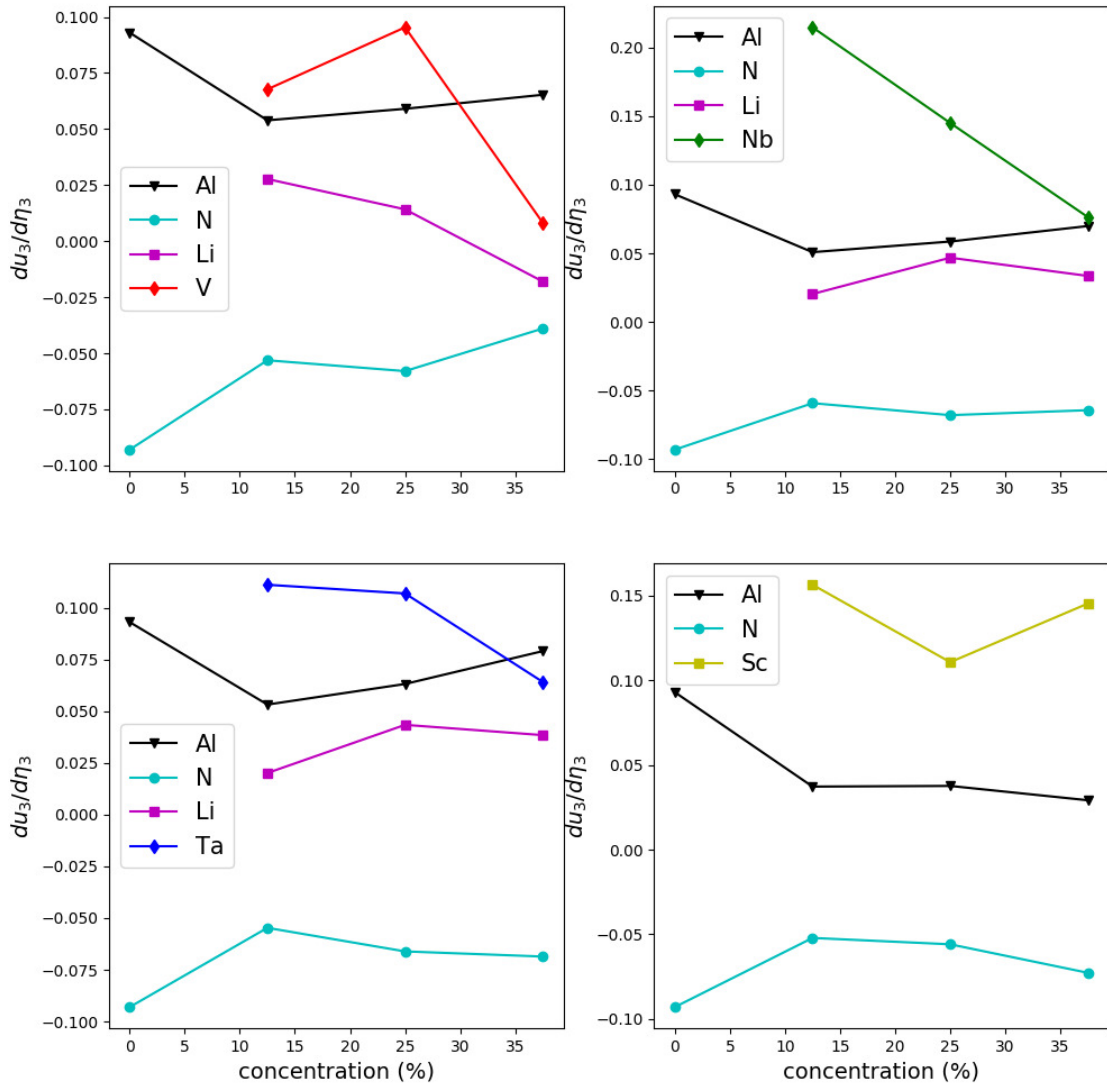 0.100
0.075
0.050
0.025
0.000
−0.025
−0.050
−0.075
−0.100
du₃/dη₃
Al
N
Li
V
0 5 10 15 20 25 30 35
0.20
0.15
0.10
0.05
0.00
−0.05
−0.10
du₃/dη₃
Al
N
Li
Nb
0 5 10 15 20 25 30 35
0.100
0.075
0.050
0.025
0.000
−0.025
−0.050
−0.075
−0.100
du₃/dη₃
Al
N
Li
Ta
0 5 10 15 20 25 30 35
concentration (%)
0.15
0.10
0.05
0.00
−0.05
−0.10
du₃/dη₃
Al
N
Sc
0 5 10 15 20 25 30 35
concentration (%)